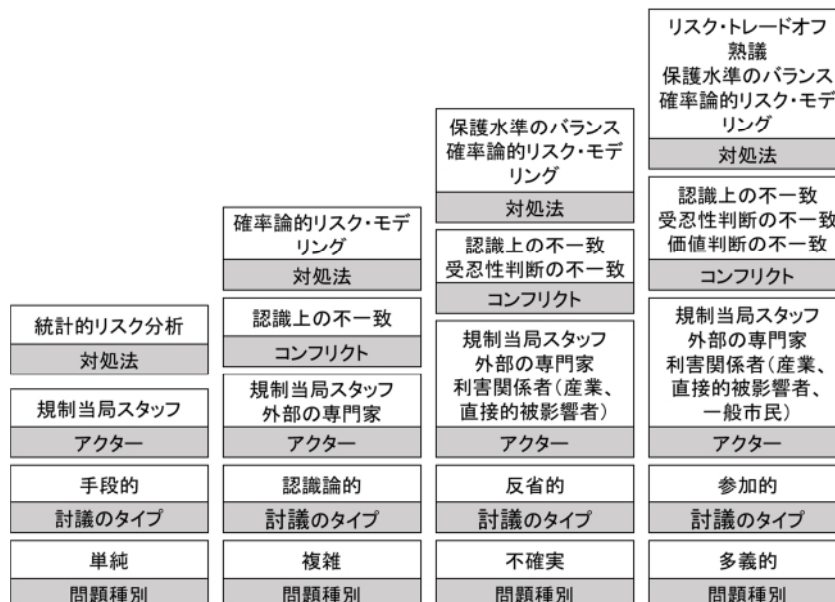 統計的リスク分析
対処法
規制当局スタッフ
アクター
手段的
討議のタイプ
単純
問題種別
確率論的リスク・モデ
リング
対処法
認識上の不一致
コンフリクト
規制当局スタッフ
外部の専門家
アクター
認識論的
討議のタイプ
複雑
問題種別
保護水準のバランス
確率論的リスク・モデ
リング
対処法
認識上の不一致
受忍性判断の不一致
コンフリクト
規制当局スタッフ
外部の専門家
利害関係者(産業、
直接的被影響者)
アクター
反省的
討議のタイプ
不確実
問題種別
リスク・トレードオフ
熟議
保護水準のバランス
確率論的リスク・モデ
リング
対処法
認識上の不一致
受忍性判断の不一致
価値判断の不一致
コンフリクト
規制当局スタッフ
外部の専門家
利害関係者(産業、
直接的被影響者、
一般市民)
アクター
参加的
討議のタイプ
多義的
問題種別